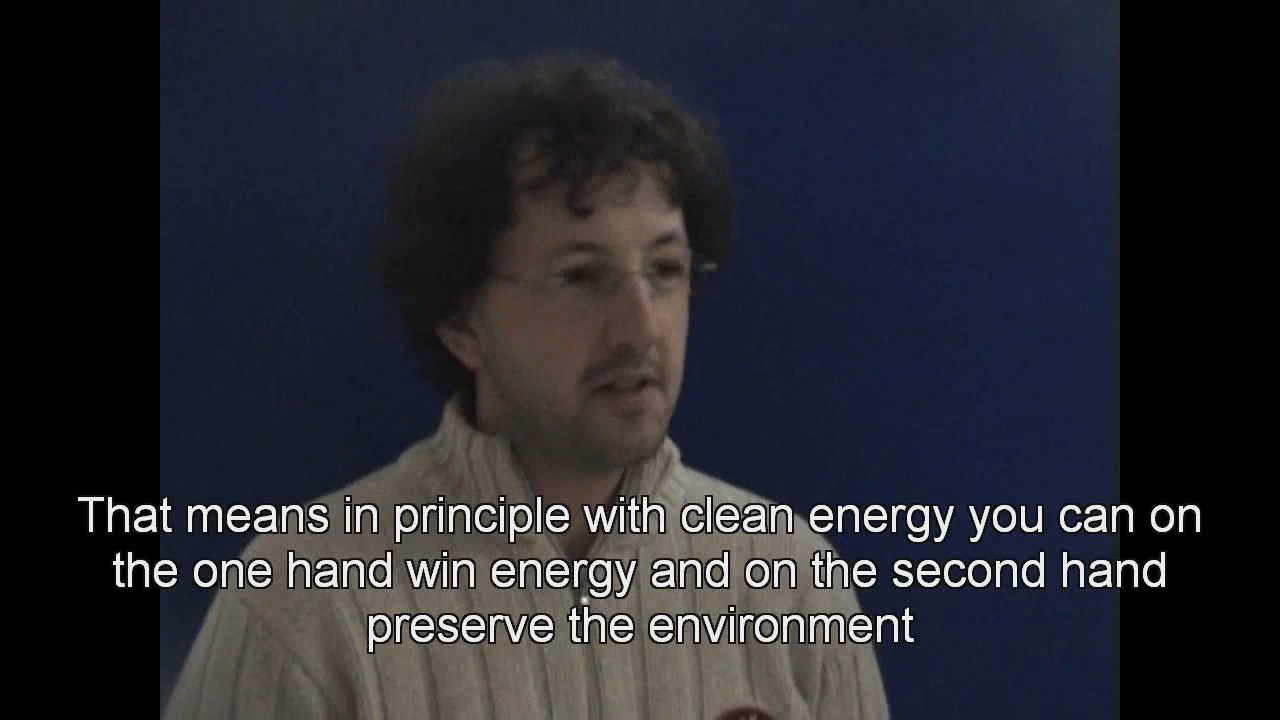 That means in principle with clean energy you can on
the one hand win energy and on the second hand
preserve the environment